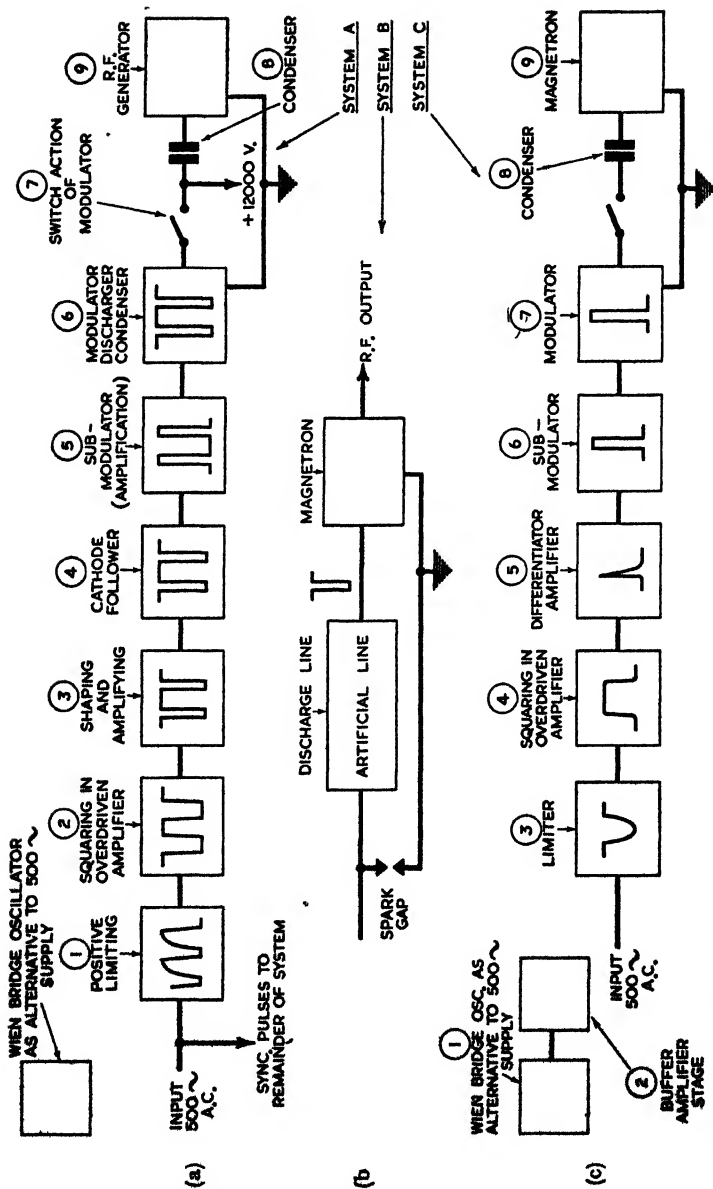 WIEN BRIDGE OSCILLATOR
AS ALTERNATIVE TO 500 ~
SUPPLY
1
POSITIVE
LIMITING
2
SQUARING IN
OVERDRIVEN
AMPLIFIER
3
SHAPING
AND
AMPLIFYING
4
CATHODE
FOLLOWER
5
SUB-
MODULATOR
(AMPLIFICATION)
6
MODULATOR
DISCHARGER
CONDENSER
7
SWITCH ACTION
OF
MODULATOR
8
CONDENSER
9
R.F.
GENERATOR
+12000 V.
(a)
INPUT
500 ~
A.C.
SYNC. PULSES TO
REMAINDER OF SYSTEM
SYSTEM A
SYSTEM B
SYSTEM C
(b
SPARK
GAP
DISCHARGE LINE
ARTIFICIAL LINE
MAGNETRON
R.F. OUTPUT
(c)
1
WIEN BRIDGE OSC. AS
ALTERNATIVE TO 500 ~
SUPPLY
2
BUFFER
AMPLIFIER
STAGE
INPUT
500 ~
A.C.
3
LIMITER
4
SQUARING IN
OVERDRIVEN
AMPLIFIER
5
DIFFERENTIATOR
AMPLIFIER
6
SUB-
MODULATOR
7
MODULATOR
8
CONDENSER
9
MAGNETRON